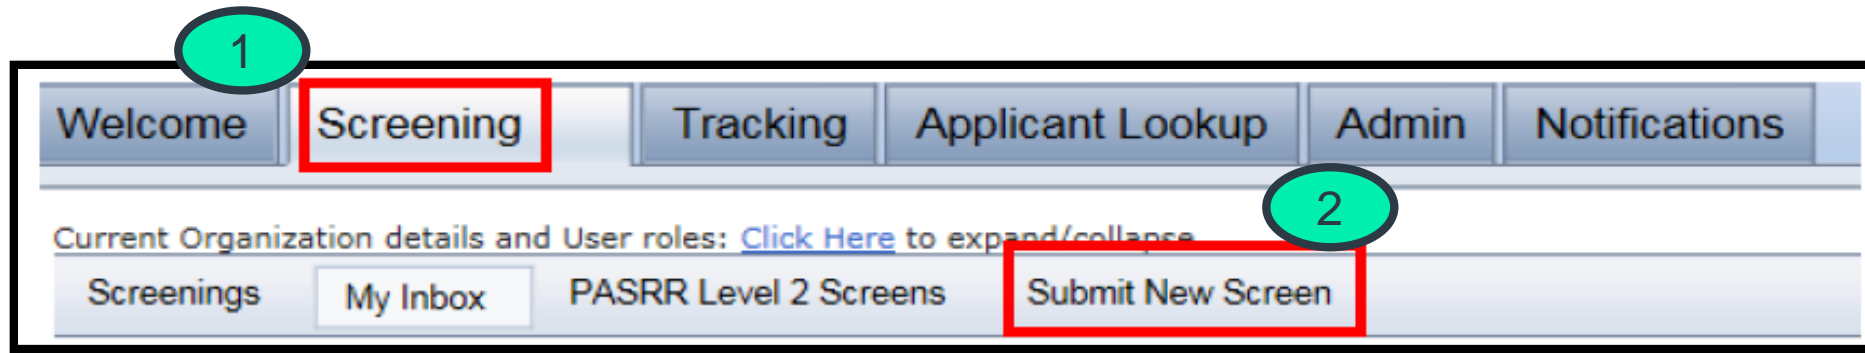 1
Welcome Screening Tracking Applicant Lookup Admin Notifications
2
Current Organization details and User roles: Click Here to expand/collapse
Screenings My Inbox PASRR Level 2 Screens Submit New Screen